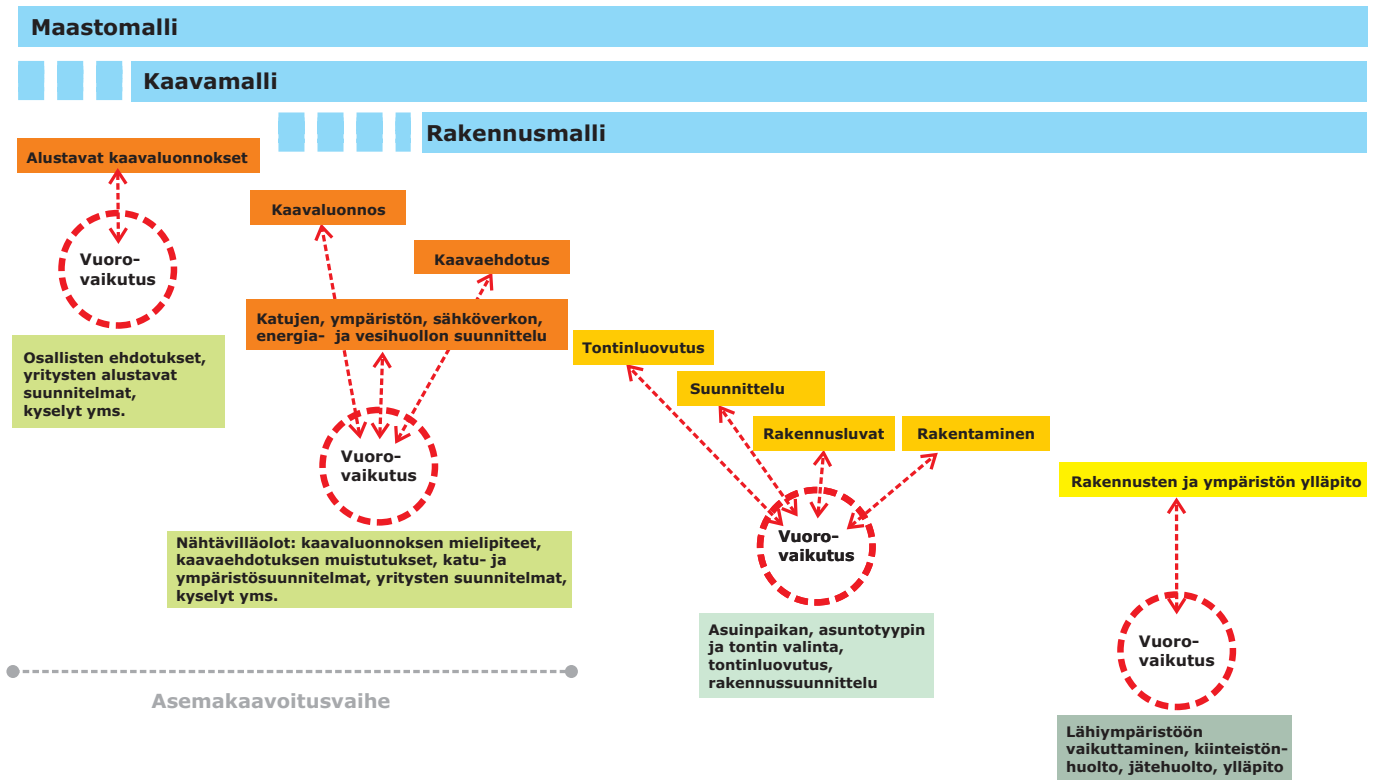 Maastomalli
Kaavamalli
Rakennusmalli
Alustavat kaavaluonnokset
Kaavaluonnos
Vuoro-
vaikutus
Kaavaehdotus
Katujen, ympäristön, sähköverkon,
energia- ja vesihuollon suunnittelu
Osallisten ehdotukset,
yritysten alustavat
suunnitelmat,
kyselyt yms.
Tontinluovutus
Suunnittelu
Rakennusluvat
Rakentaminen
Vuoro-
vaikutus
Rakennusten ja ympäristön ylläpito
Nähtävilläolot: kaavaluonnoksen mielipiteet,
kaavaehdotuksen muistutukset, katu- ja
ympäristösuunnitelmat, yritysten suunnitelmat,
kyselyt yms.
Vuoro-
vaikutus
Asuinpaikan, asuntotyypin
ja tontin valinta,
tontinluovutus,
rakennussuunnittelu
Vuoro-
vaikutus
Asemakaavoitusvaihe
Lähiympäristöön
vaikuttaminen, kiinteistön-
huolto, jätehuolto, ylläpito